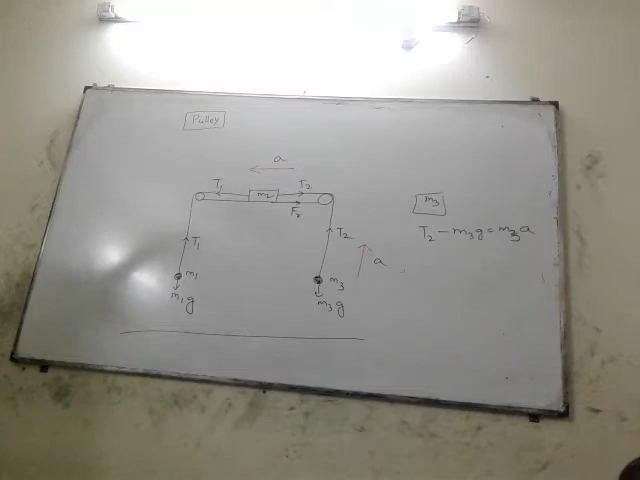 Pulley
a
T₁ m₂ T₂
Fr
T₁ T₂
m₁ m₃ a
m₁g m₃g
m₃
T₂ - m₃g = m₃a